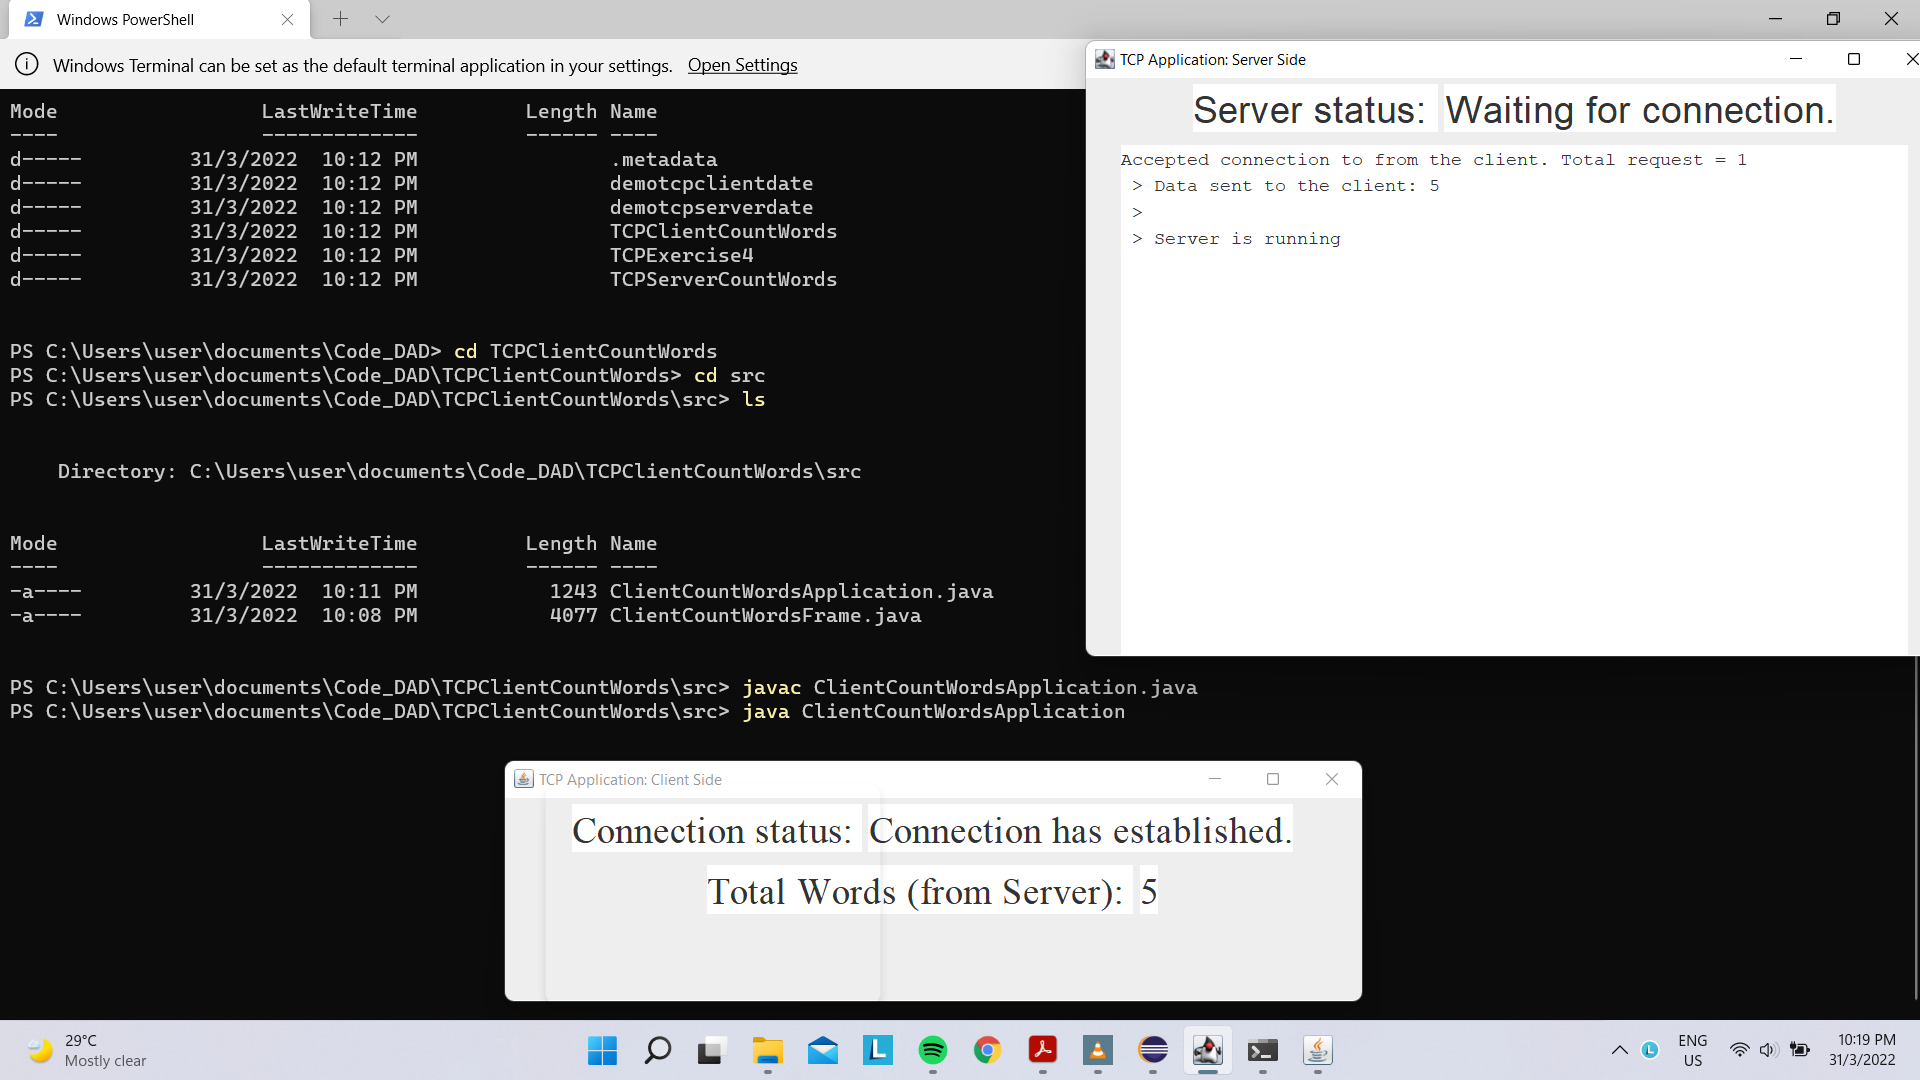 Windows PowerShell
Windows Terminal can be set as the default terminal application in your settings. Open Settings
Mode LastWriteTime Length Name
---- ------------- ------ ----
d----- 31/3/2022 10:12 PM .metadata
d----- 31/3/2022 10:12 PM demotcpclientdate
d----- 31/3/2022 10:12 PM demotcpserverdate
d----- 31/3/2022 10:12 PM TCPClientCountWords
d----- 31/3/2022 10:12 PM TCPExercise4
d----- 31/3/2022 10:12 PM TCPServerCountWords
PS C:\Users\user\documents\Code_DAD> cd TCPClientCountWords
PS C:\Users\user\documents\Code_DAD\TCPClientCountWords> cd src
PS C:\Users\user\documents\Code_DAD\TCPClientCountWords\src> ls
Directory: C:\Users\user\documents\Code_DAD\TCPClientCountWords\src
Mode LastWriteTime Length Name
---- ------------- ------ ----
-a---- 31/3/2022 10:11 PM 1243 ClientCountWordsApplication.java
-a---- 31/3/2022 10:08 PM 4077 ClientCountWordsFrame.java
PS C:\Users\user\documents\Code_DAD\TCPClientCountWords\src> javac ClientCountWordsApplication.java
PS C:\Users\user\documents\Code_DAD\TCPClientCountWords\src> java ClientCountWordsApplication
TCP Application: Server Side
Server status: Waiting for connection.
Accepted connection to from the client. Total request = 1
> Data sent to the client: 5
>
> Server is running
TCP Application: Client Side
Connection status: Connection has established.
Total Words (from Server): 5
29°C
Mostly clear
ENG
US
10:19 PM
31/3/2022